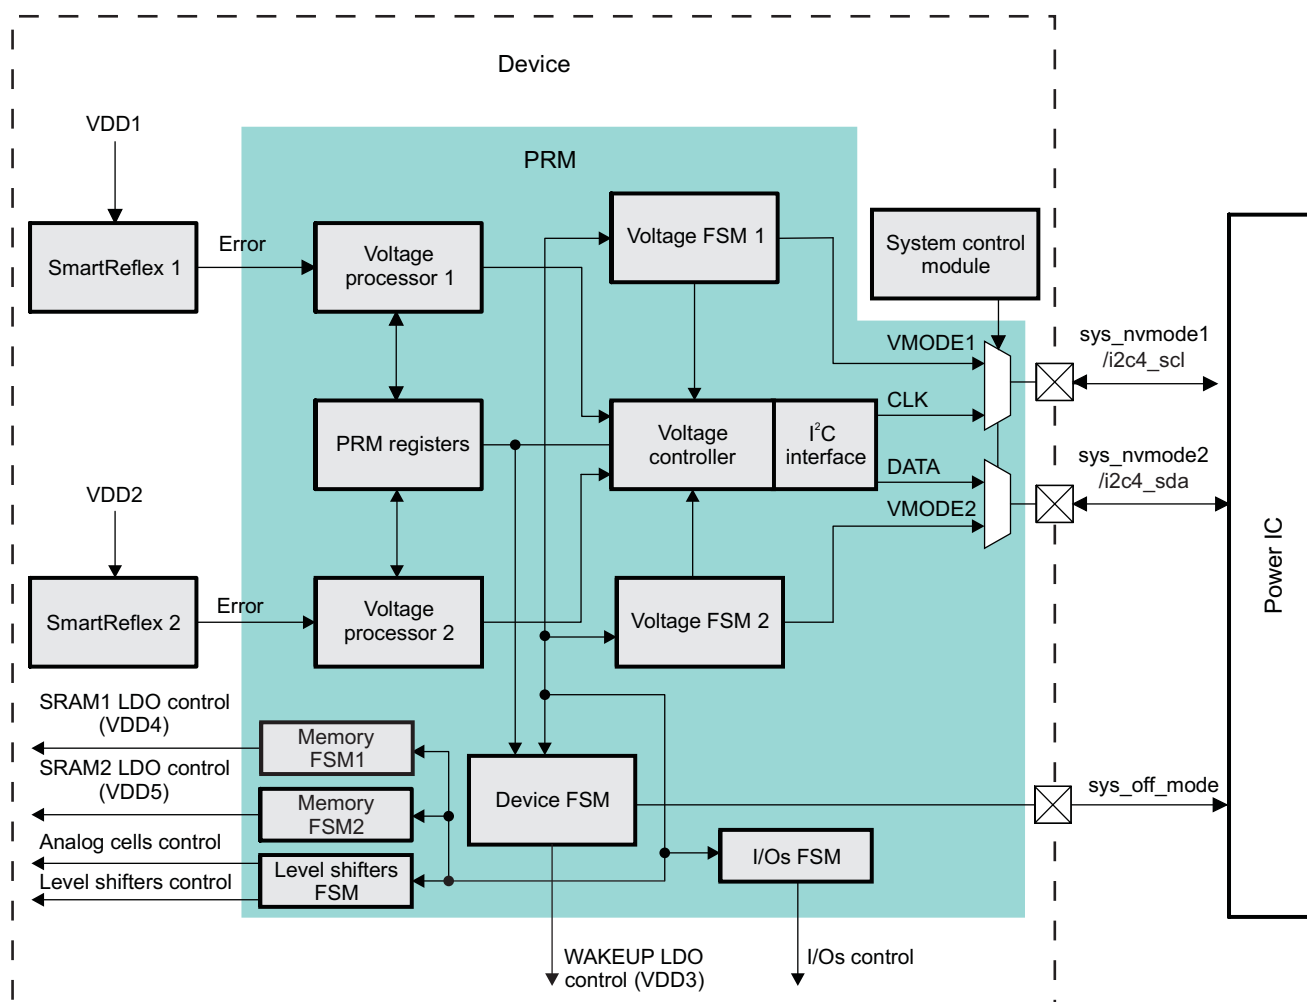 Device
VDD1
PRM
SmartReflex 1
Error
Voltage
processor 1
Voltage FSM 1
System control
module
VMODE1
sys_nvmode1
/i2c4_scl
CLK
PRM registers
Voltage
controller
I²C
interface
DATA
sys_nvmode2
/i2c4_sda
VMODE2
VDD2
SmartReflex 2
Error
Voltage
processor 2
Voltage FSM 2
Power IC
SRAM1 LDO control
(VDD4)
Memory
FSM1
SRAM2 LDO control
(VDD5)
Memory
FSM2
Device FSM
sys_off_mode
Analog cells control
Level shifters control
Level shifters
FSM
I/Os FSM
WAKEUP LDO
control (VDD3)
I/Os control